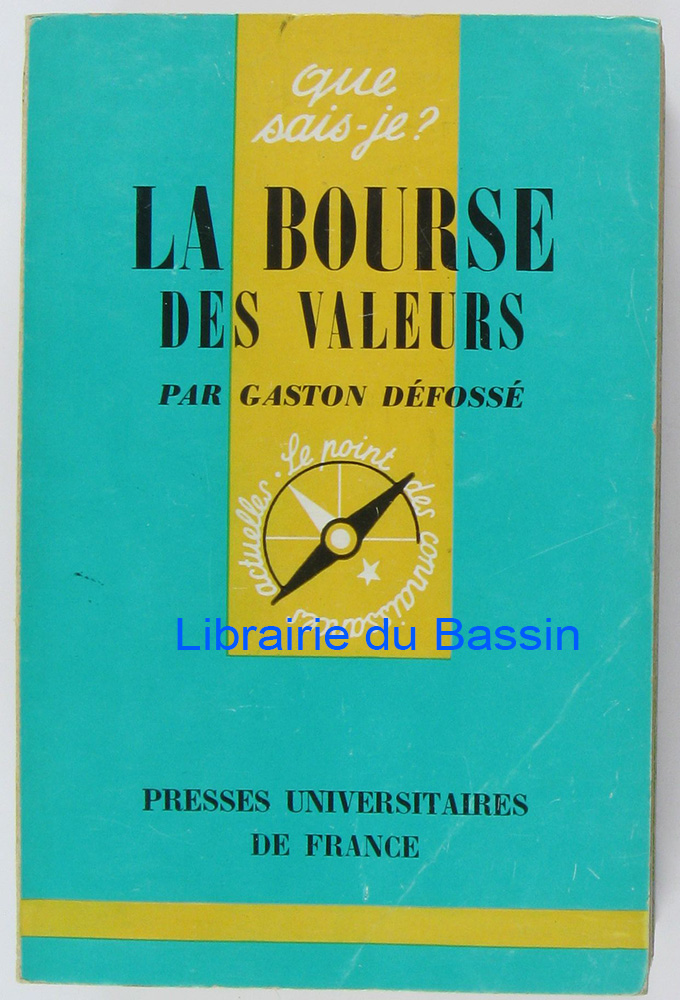 que
sais-je?
LA BOURSE
DES VALEURS
PAR GASTON DÉFOSSÉ
Le point des connaissances actuelles.
Librairie du Bassin
PRESSES UNIVERSITAIRES
DE FRANCE